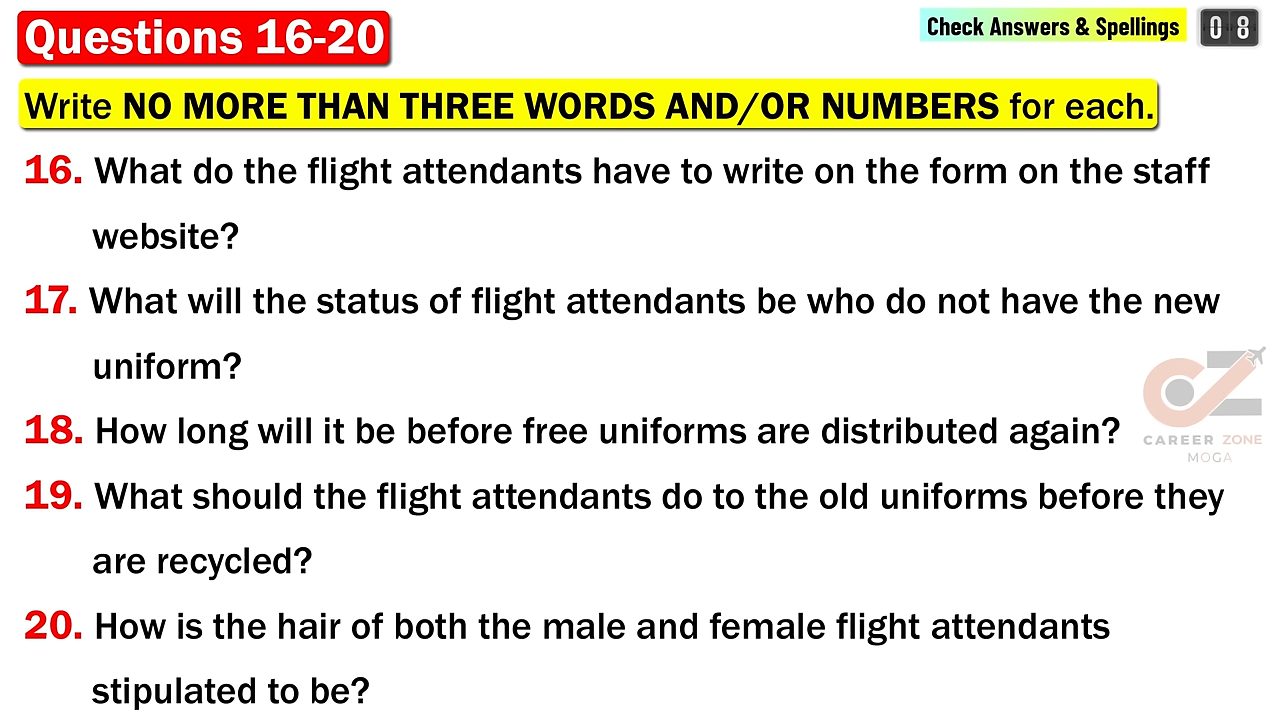 Questions 16-20
Check Answers & Spellings 08
Write NO MORE THAN THREE WORDS AND/OR NUMBERS for each.
16. What do the flight attendants have to write on the form on the staff
website?
17. What will the status of flight attendants be who do not have the new
uniform?
18. How long will it be before free uniforms are distributed again?
CAREER ZONE
MOGA
19. What should the flight attendants do to the old uniforms before they
are recycled?
20. How is the hair of both the male and female flight attendants
stipulated to be?